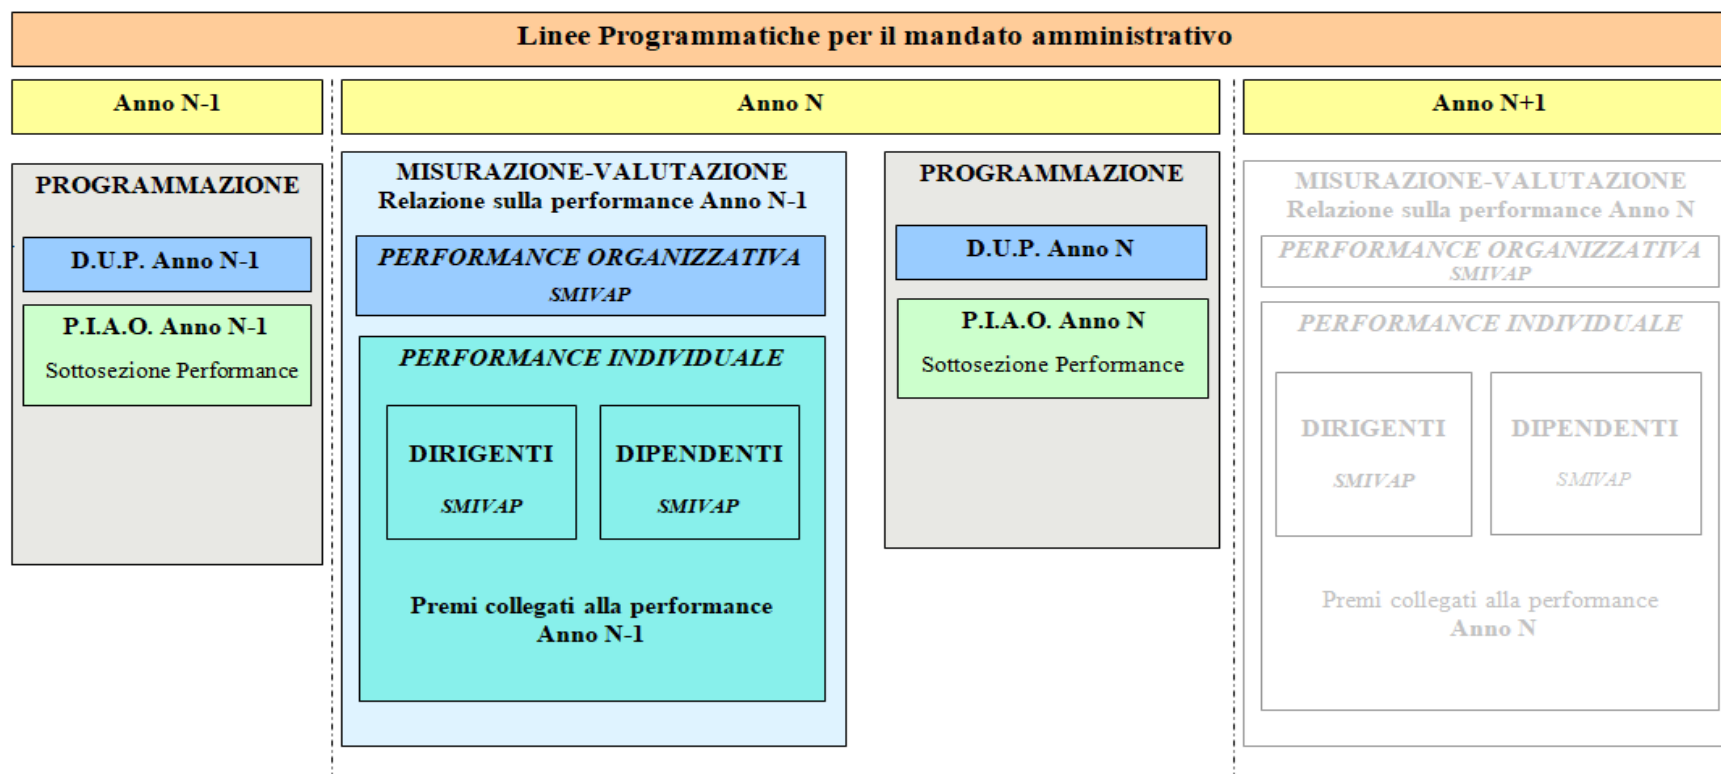 Linee Programmatiche per il mandato amministrativo
Anno N-1
Anno N
Anno N+1
PROGRAMMAZIONE
D.U.P. Anno N-1
P.I.A.O. Anno N-1
Sottosezione Performance
MISURAZIONE-VALUTAZIONE
Relazione sulla performance Anno N-1
PERFORMANCE ORGANIZZATIVA
SMIVAP
PERFORMANCE INDIVIDUALE
DIRIGENTI
SMIVAP
DIPENDENTI
SMIVAP
Premi collegati alla performance
Anno N-1
PROGRAMMAZIONE
D.U.P. Anno N
P.I.A.O. Anno N
Sottosezione Performance
MISURAZIONE-VALUTAZIONE
Relazione sulla performance Anno N
PERFORMANCE ORGANIZZATIVA
SMIVAP
PERFORMANCE INDIVIDUALE
DIRIGENTI
SMIVAP
DIPENDENTI
SMIVAP
Premi collegati alla performance
Anno N